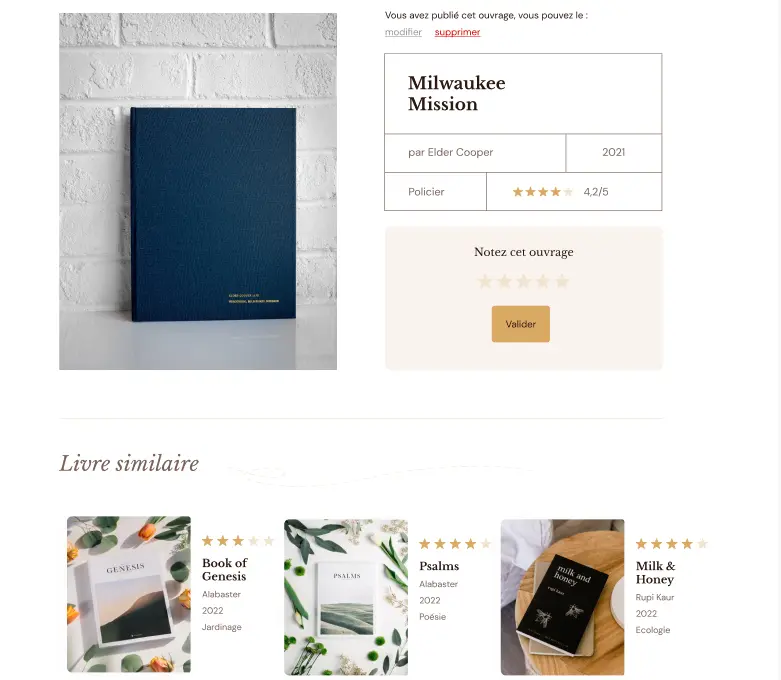 Vous avez publié cet ouvrage, vous pouvez le :
modifier supprimer
Milwaukee
Mission
par Elder Cooper 2021
Policier 4,2/5
Notez cet ouvrage
Valider
Livre similaire
GENESIS
Book of
Genesis
Alabaster
2022
Jardinage
PSALMS
Psalms
Alabaster
2022
Poésie
milk and
honey
rupi kaur
Milk &
Honey
Rupi Kaur
2022
Ecologie